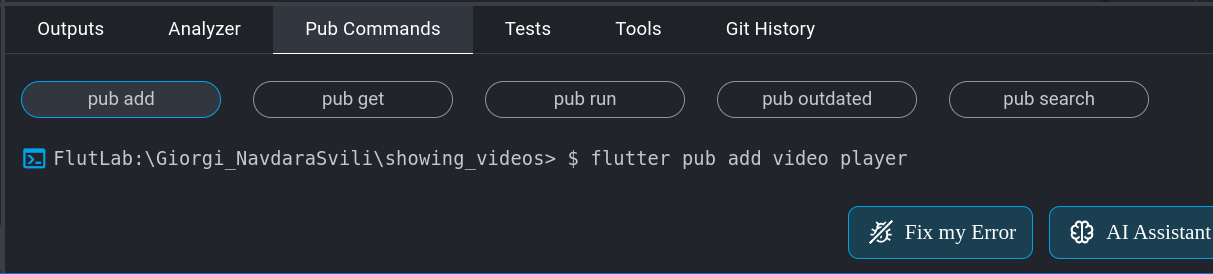 Outputs Analyzer Pub Commands Tests Tools Git History
pub add pub get pub run pub outdated pub search
FlutLab:\Giorgi_NavdaraSvili\showing_videos> $ flutter pub add video player
Fix my Error AI Assistant